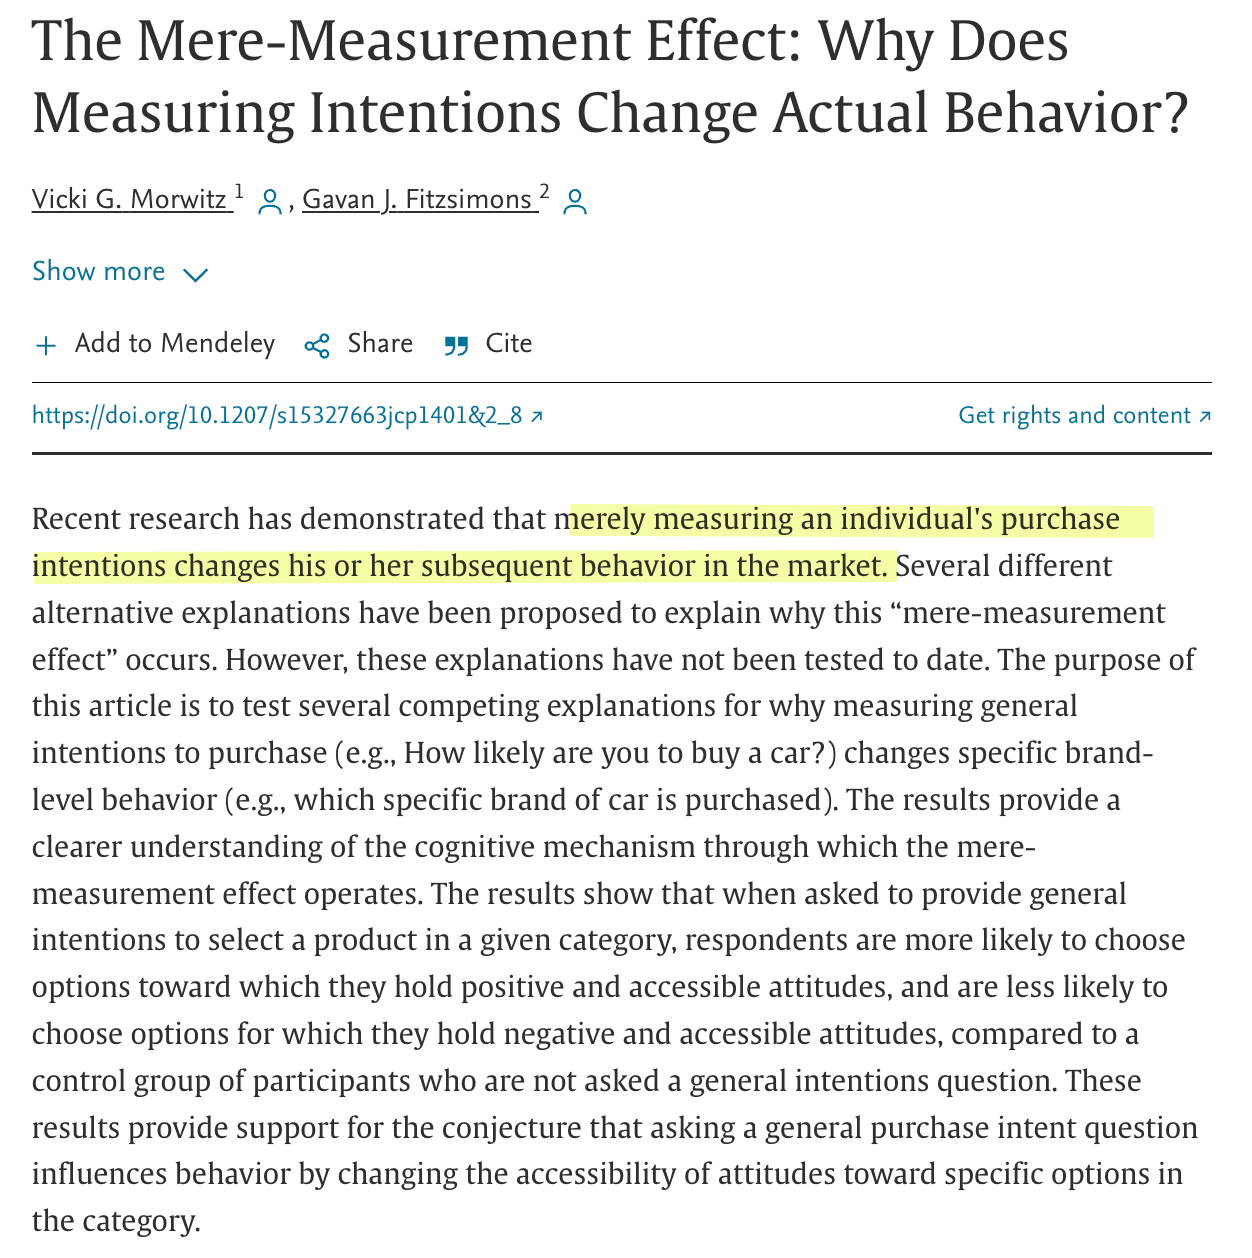 The Mere-Measurement Effect: Why Does
Measuring Intentions Change Actual Behavior?
Vicki G. Morwitz 1 , Gavan J. Fitzsimons 2
Show more
Add to Mendeley Share Cite
https://doi.org/10.1207/s15327663jcp1401&2_8 Get rights and content
Recent research has demonstrated that merely measuring an individual's purchase
intentions changes his or her subsequent behavior in the market. Several different
alternative explanations have been proposed to explain why this “mere-measurement
effect” occurs. However, these explanations have not been tested to date. The purpose of
this article is to test several competing explanations for why measuring general
intentions to purchase (e.g., How likely are you to buy a car?) changes specific brand-
level behavior (e.g., which specific brand of car is purchased). The results provide a
clearer understanding of the cognitive mechanism through which the mere-
measurement effect operates. The results show that when asked to provide general
intentions to select a product in a given category, respondents are more likely to choose
options toward which they hold positive and accessible attitudes, and are less likely to
choose options for which they hold negative and accessible attitudes, compared to a
control group of participants who are not asked a general intentions question. These
results provide support for the conjecture that asking a general purchase intent question
influences behavior by changing the accessibility of attitudes toward specific options in
the category.